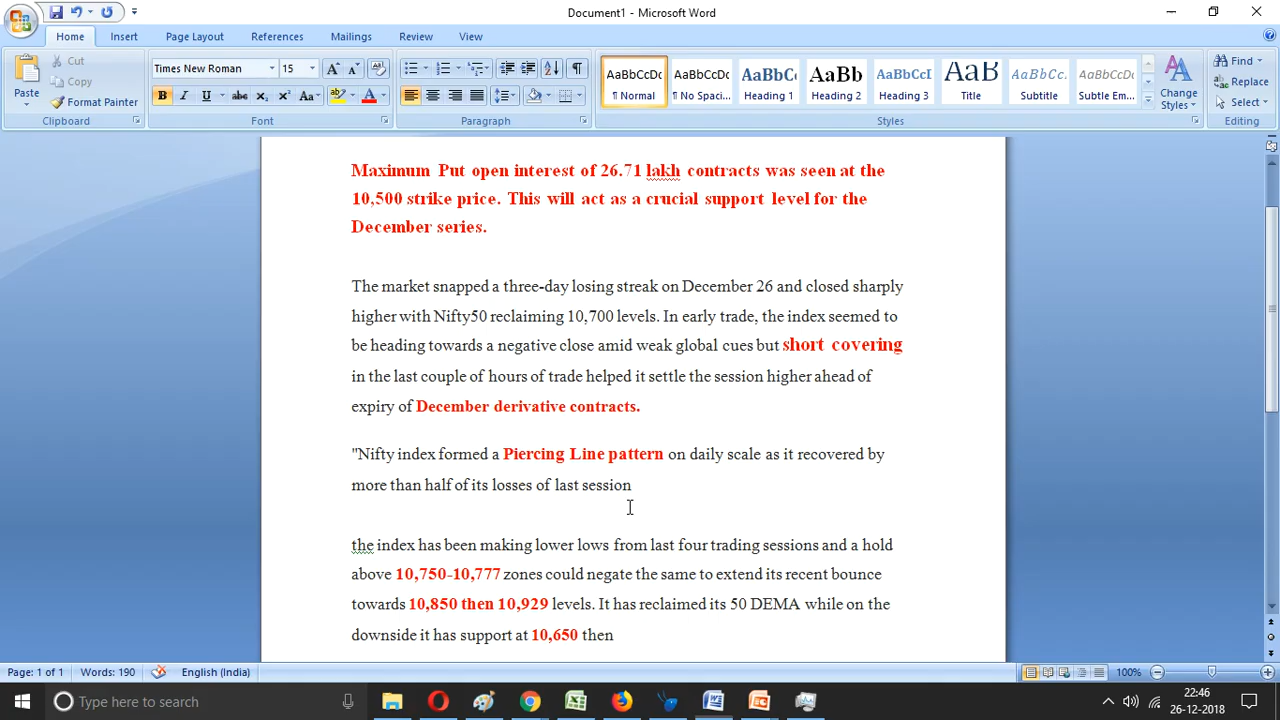 Document1 - Microsoft Word
Home Insert Page Layout References Mailings Review View
Paste
Cut
Copy
Format Painter
Clipboard
Times New Roman 15
B I U abc x₂ x² Aa
Font
Paragraph
AaBbCcDc AaBbCcDc AaBbC AaBb AaBbCcI AaB AaBbCc. AaBbCcDc
¶ Normal ¶ No Spaci... Heading 1 Heading 2 Heading 3 Title Subtitle Subtle Em...
Styles
Change
Styles
Find
Replace
Select
Editing
Maximum Put open interest of 26.71 lakh contracts was seen at the
10,500 strike price. This will act as a crucial support level for the
December series.
The market snapped a three-day losing streak on December 26 and closed sharply
higher with Nifty50 reclaiming 10,700 levels. In early trade, the index seemed to
be heading towards a negative close amid weak global cues but short covering
in the last couple of hours of trade helped it settle the session higher ahead of
expiry of December derivative contracts.
"Nifty index formed a Piercing Line pattern on daily scale as it recovered by
more than half of its losses of last session
the index has been making lower lows from last four trading sessions and a hold
above 10,750-10,777 zones could negate the same to extend its recent bounce
towards 10,850 then 10,929 levels. It has reclaimed its 50 DEMA while on the
downside it has support at 10,650 then
Page: 1 of 1 Words: 190 English (India) 100%
Type here to search
22:46
26-12-2018